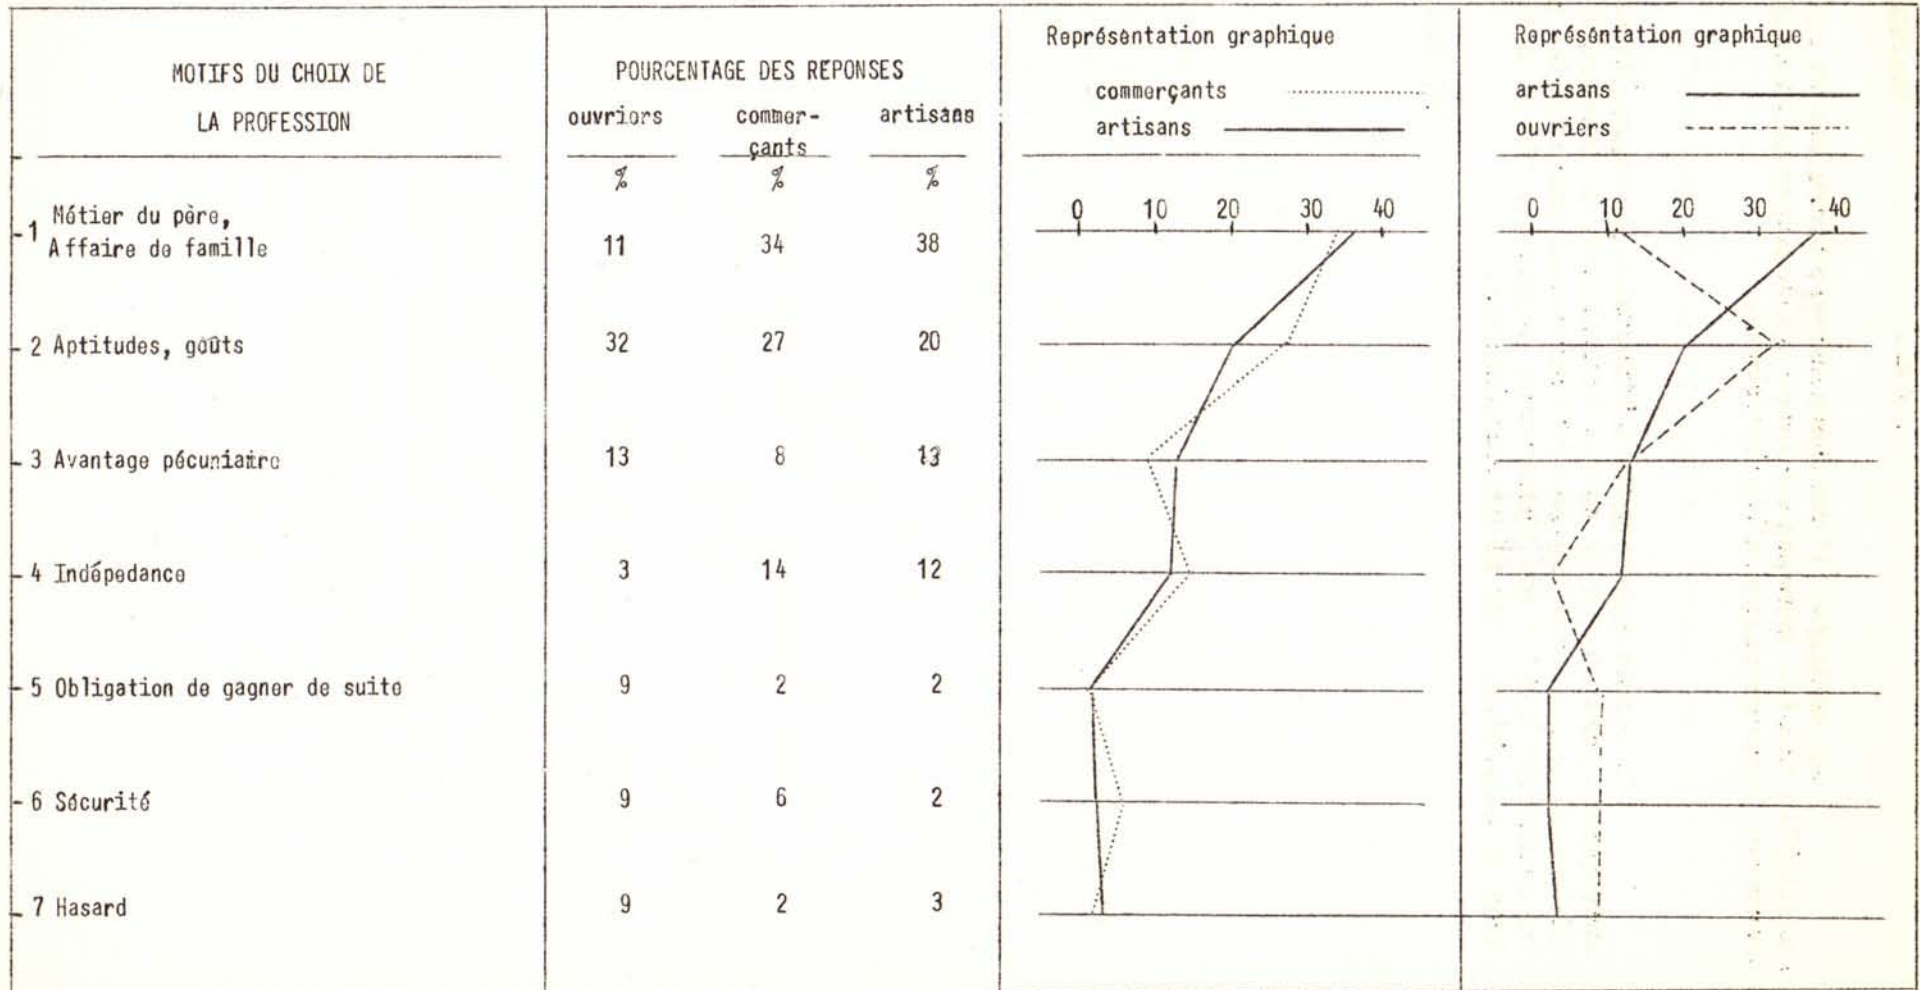 MOTIFS DU CHOIX DE
LA PROFESSION
POURCENTAGE DES REPONSES
ouvriers commer- artisans
çants
% % %
- 1 Métier du père,
Affaire de famille 11 34 38
- 2 Aptitudes, goûts 32 27 20
- 3 Avantage pécuniaire 13 8 13
- 4 Indépedance 3 14 12
- 5 Obligation de gagner de suite 9 2 2
- 6 Sécurité 9 6 2
- 7 Hasard 9 2 3
Représentation graphique
commerçants
artisans
0 10 20 30 40
Représentation graphique
artisans
ouvriers
0 10 20 30 40